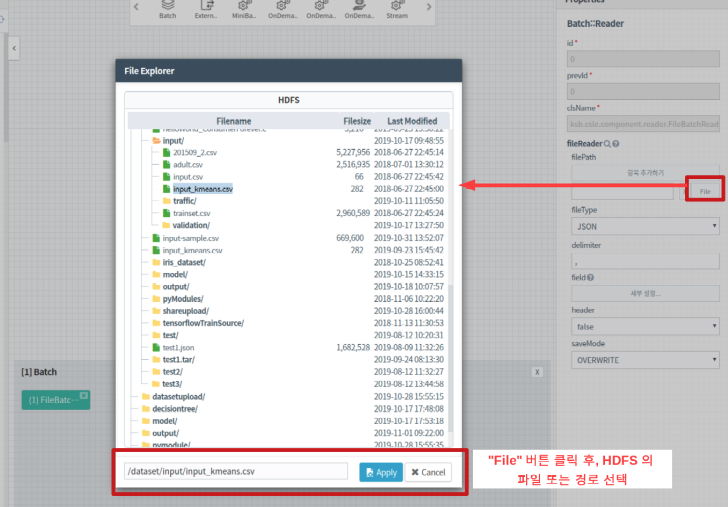 Batch
Extern..
MiniBa..
OnDema..
OnDema..
OnDema..
Stream
Properties
Batch::Reader
id *
0
prevId *
0
clsName *
ksb.csle.component.reader.FileBatchRead
fileReader
filePath
항목 추가하기
File
fileType
JSON
delimiter
,
field
세부 설정...
header
false
saveMode
OVERWRITE
File Explorer
HDFS
Filename Filesize Last Modified
input/ 2019-10-17 09:48:55
201509_2.csv 5,227,956 2018-06-27 22:45:14
adult.csv 2,516,935 2018-07-01 13:30:12
input.csv 66 2018-06-27 22:45:42
input_kmeans.csv 282 2018-06-27 22:45:00
traffic/ 2019-10-11 11:05:50
trainset.csv 2,960,589 2018-06-27 22:45:24
validation/ 2019-10-17 13:27:50
input-sample.csv 669,600 2019-10-31 13:52:07
input_kmeans.csv 282 2019-09-23 15:45:42
iris_dataset/ 2018-10-25 08:52:41
model/ 2019-10-15 14:33:15
output/ 2019-10-18 10:07:57
pyModules/ 2018-11-06 10:22:20
shareupload/ 2019-10-28 16:00:44
tensorflowTrainSource/ 2018-11-13 11:30:53
test/ 2019-08-12 10:20:31
test1.json 1,682,528 2019-08-09 11:32:26
test1.tar/ 2019-09-24 08:13:30
test2/ 2019-08-12 11:32:27
test3/ 2019-08-12 13:44:58
datasetupload/ 2019-10-28 15:55:15
decisiontree/ 2019-10-17 17:48:08
model/ 2019-10-17 17:53:18
output/ 2019-11-01 09:22:00
pymodule/ 2019-10-28 15:55:35
/dataset/input/input_kmeans.csv
Apply
Cancel
[1] Batch
x
(1) FileBatc...
"File" 버튼 클릭 후, HDFS 의
파일 또는 경로 선택